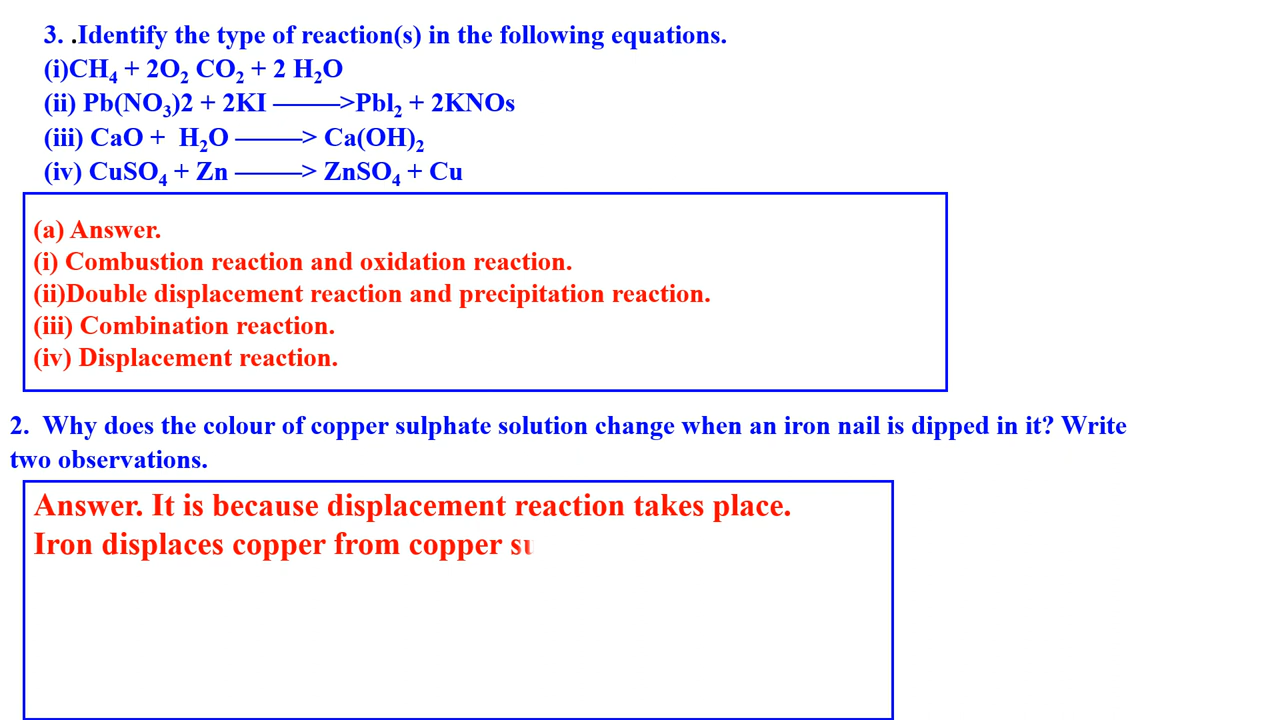 3. .Identify the type of reaction(s) in the following equations.
(i)CH₄ + 2O₂ CO₂ + 2 H₂O
(ii) Pb(NO₃)2 + 2KI ———>Pbl₂ + 2KNOs
(iii) CaO +  H₂O ———> Ca(OH)₂
(iv) CuSO₄ + Zn ———> ZnSO₄ + Cu
(a) Answer.
(i) Combustion reaction and oxidation reaction.
(ii)Double displacement reaction and precipitation reaction.
(iii) Combination reaction.
(iv) Displacement reaction.
2.  Why does the colour of copper sulphate solution change when an iron nail is dipped in it? Write
two observations.
Answer. It is because displacement reaction takes place.
Iron displaces copper from copper